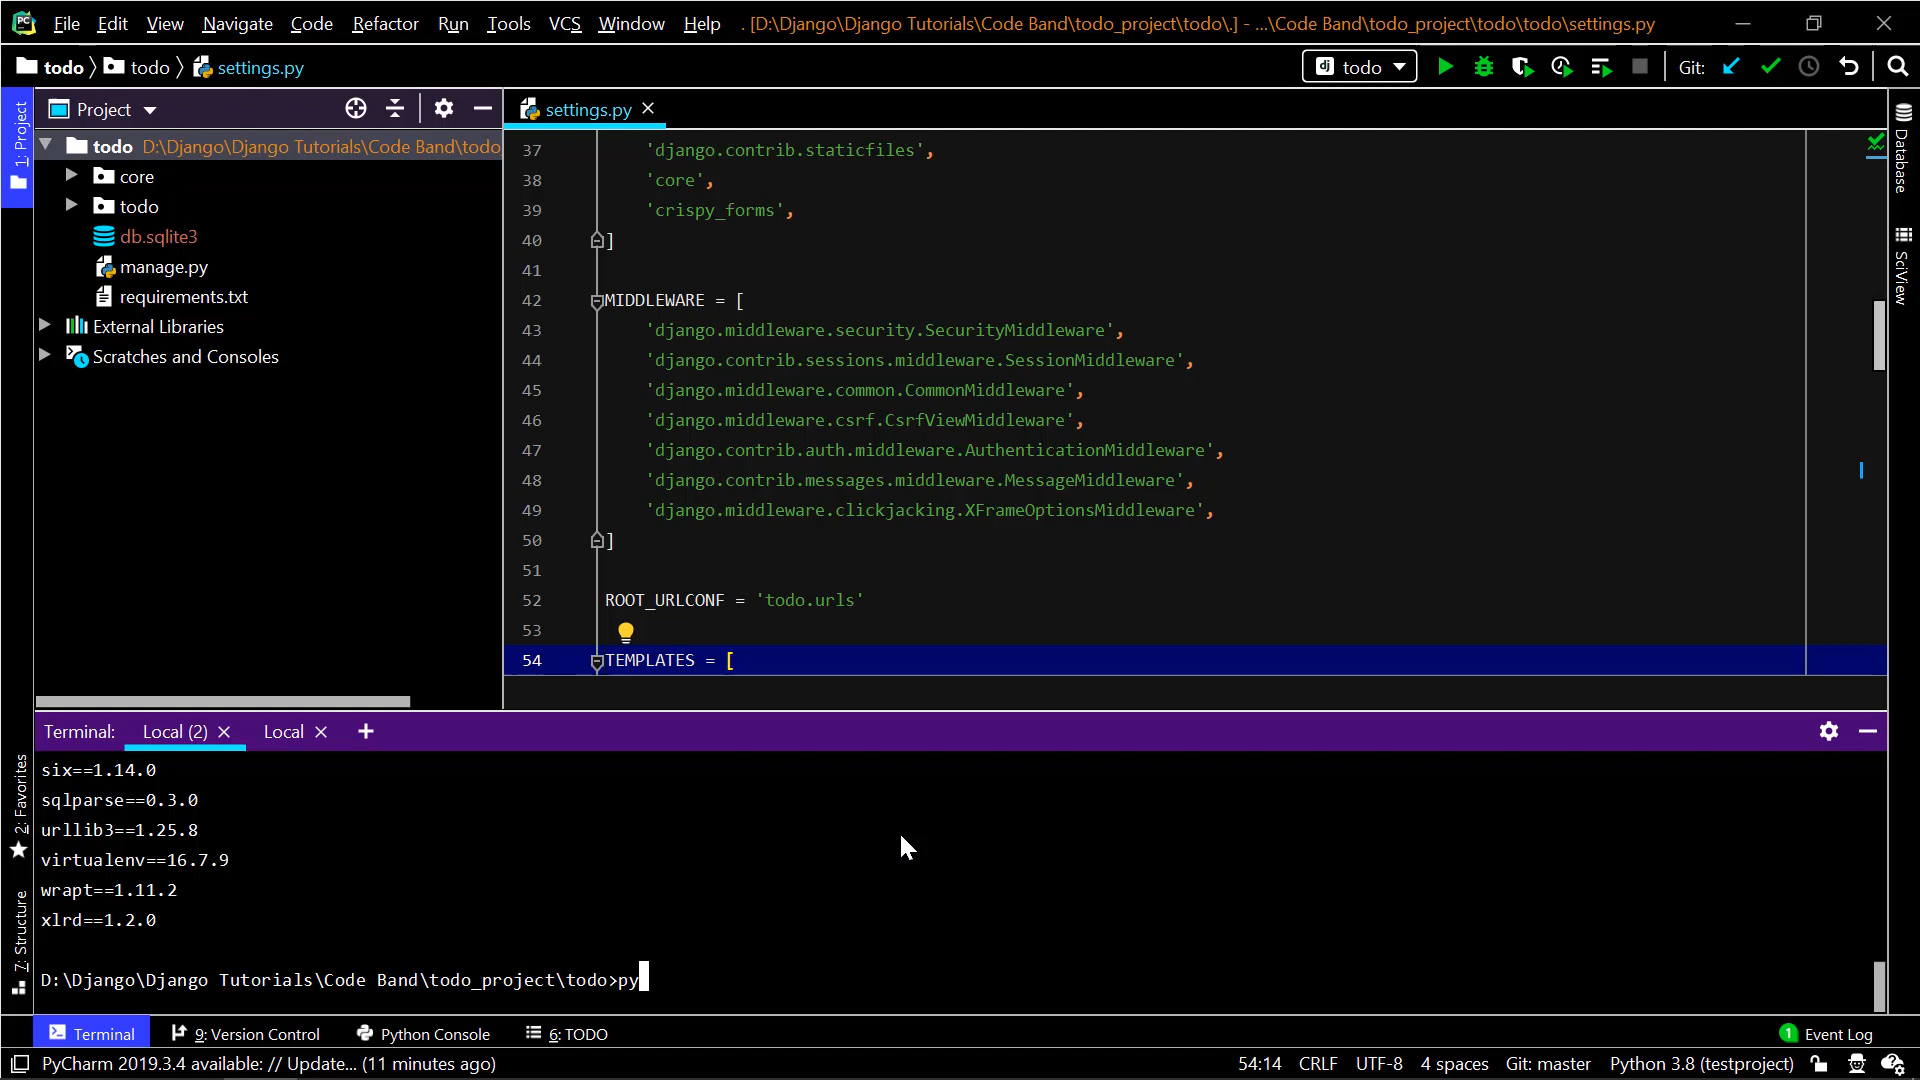 File Edit View Navigate Code Refactor Run Tools VCS Window Help . [D:\Django\Django Tutorials\Code Band\todo_project\todo\.] - ...\Code Band\todo_project\todo\todo\settings.py
todo todo settings.py
todo Git:
1: Project
Project
todo D:\Django\Django Tutorials\Code Band\todo
core
todo
db.sqlite3
manage.py
requirements.txt
External Libraries
Scratches and Consoles
settings.py
37 'django.contrib.staticfiles',
38 'core',
39 'crispy_forms',
40 ]
41
42 MIDDLEWARE = [
43 'django.middleware.security.SecurityMiddleware',
44 'django.contrib.sessions.middleware.SessionMiddleware',
45 'django.middleware.common.CommonMiddleware',
46 'django.middleware.csrf.CsrfViewMiddleware',
47 'django.contrib.auth.middleware.AuthenticationMiddleware',
48 'django.contrib.messages.middleware.MessageMiddleware',
49 'django.middleware.clickjacking.XFrameOptionsMiddleware',
50 ]
51
52 ROOT_URLCONF = 'todo.urls'
53
54 TEMPLATES = [
Database
SciView
Terminal: Local (2) Local
2: Favorites
7: Structure
six==1.14.0
sqlparse==0.3.0
urllib3==1.25.8
virtualenv==16.7.9
wrapt==1.11.2
xlrd==1.2.0
D:\Django\Django Tutorials\Code Band\todo_project\todo>py
Terminal 9: Version Control Python Console 6: TODO 1 Event Log
PyCharm 2019.3.4 available: // Update... (11 minutes ago) 54:14 CRLF UTF-8 4 spaces Git: master Python 3.8 (testproject)